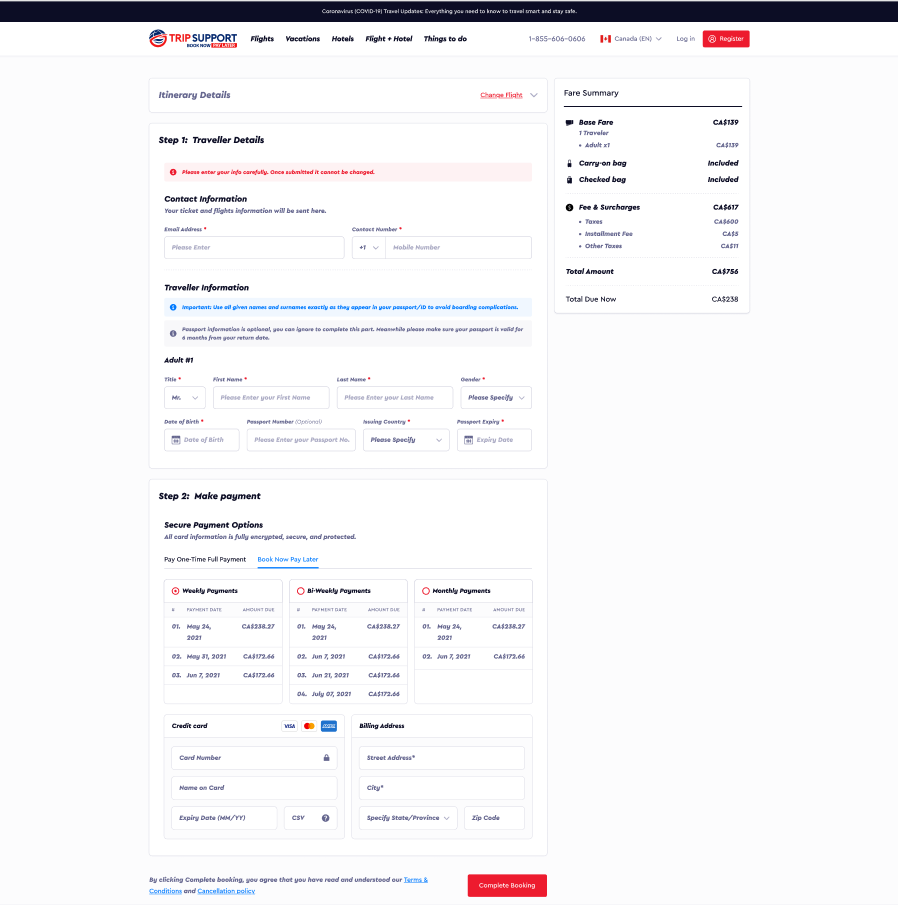 Coronavirus (COVID-19) Travel Updates: Everything you need to know to travel smart and stay safe.
TRIP SUPPORT
BOOK NOW PAY LATER
Flights Vacations Hotels Flight + Hotel Things to do
1-855-606-0606 Canada (EN) Log in Register
Itinerary Details Change Flight
Step 1: Traveller Details
Please enter your info carefully. Once submitted it cannot be changed.
Contact Information
Your ticket and flights information will be sent here.
Email Address * Contact Number *
Please Enter +1 Mobile Number
Traveller Information
Important: Use all given names and surnames exactly as they appear in your passport/ID to avoid boarding complications.
Passport information is optional, you can ignore to complete this part. Meanwhile please make sure your passport is valid for
6 months from your return date.
Adult #1
Title * First Name * Last Name * Gender *
Mr. Please Enter your First Name Please Enter your Last Name Please Specify
Date of Birth * Passport Number (Optional) Issuing Country * Passport Expiry *
Date of Birth Please Enter your Passport No. Please Specify Expiry Date
Step 2: Make payment
Secure Payment Options
All card information is fully encrypted, secure, and protected.
Pay One-Time Full Payment Book Now Pay Later
Weekly Payments
# PAYMENT DATE AMOUNT DUE
01. May 24, CA$238.27
2021
02. May 31, 2021 CA$172.66
03. Jun 7, 2021 CA$172.66
Bi-Weekly Payments
# PAYMENT DATE AMOUNT DUE
01. May 24, CA$238.27
2021
02. Jun 7, 2021 CA$172.66
03. Jun 21, 2021 CA$172.66
04. July 07, 2021 CA$172.66
Monthly Payments
# PAYMENT DATE AMOUNT DUE
01. May 24, CA$238.27
2021
02. Jun 7, 2021 CA$172.66
Credit card VISA
Card Number
Name on Card
Expiry Date (MM/YY) CSV
Billing Address
Street Address*
City*
Specify State/Province Zip Code
By clicking Complete booking, you agree that you have read and understood our Terms &
Conditions and Cancellation policy
Complete Booking
Fare Summary
Base Fare CA$139
1 Traveler
• Adult x1 CA$139
Carry-on bag Included
Checked bag Included
Fee & Surcharges CA$617
• Taxes CA$600
• Installment Fee CA$5
• Other Taxes CA$11
Total Amount CA$756
Total Due Now CA$238